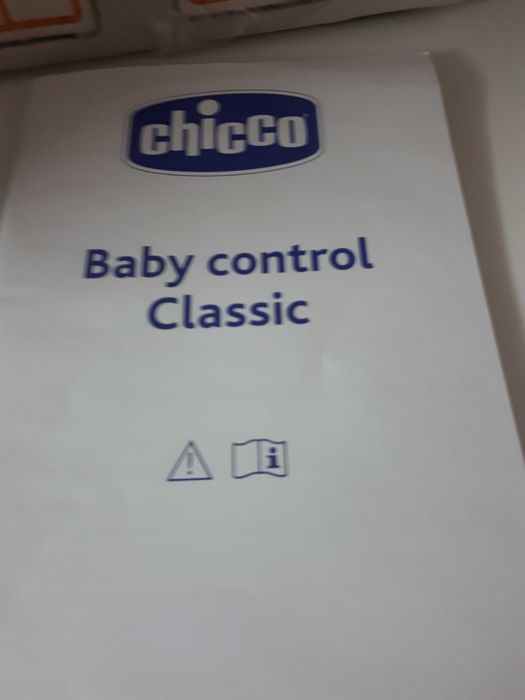 chicco
Baby control
Classic
i